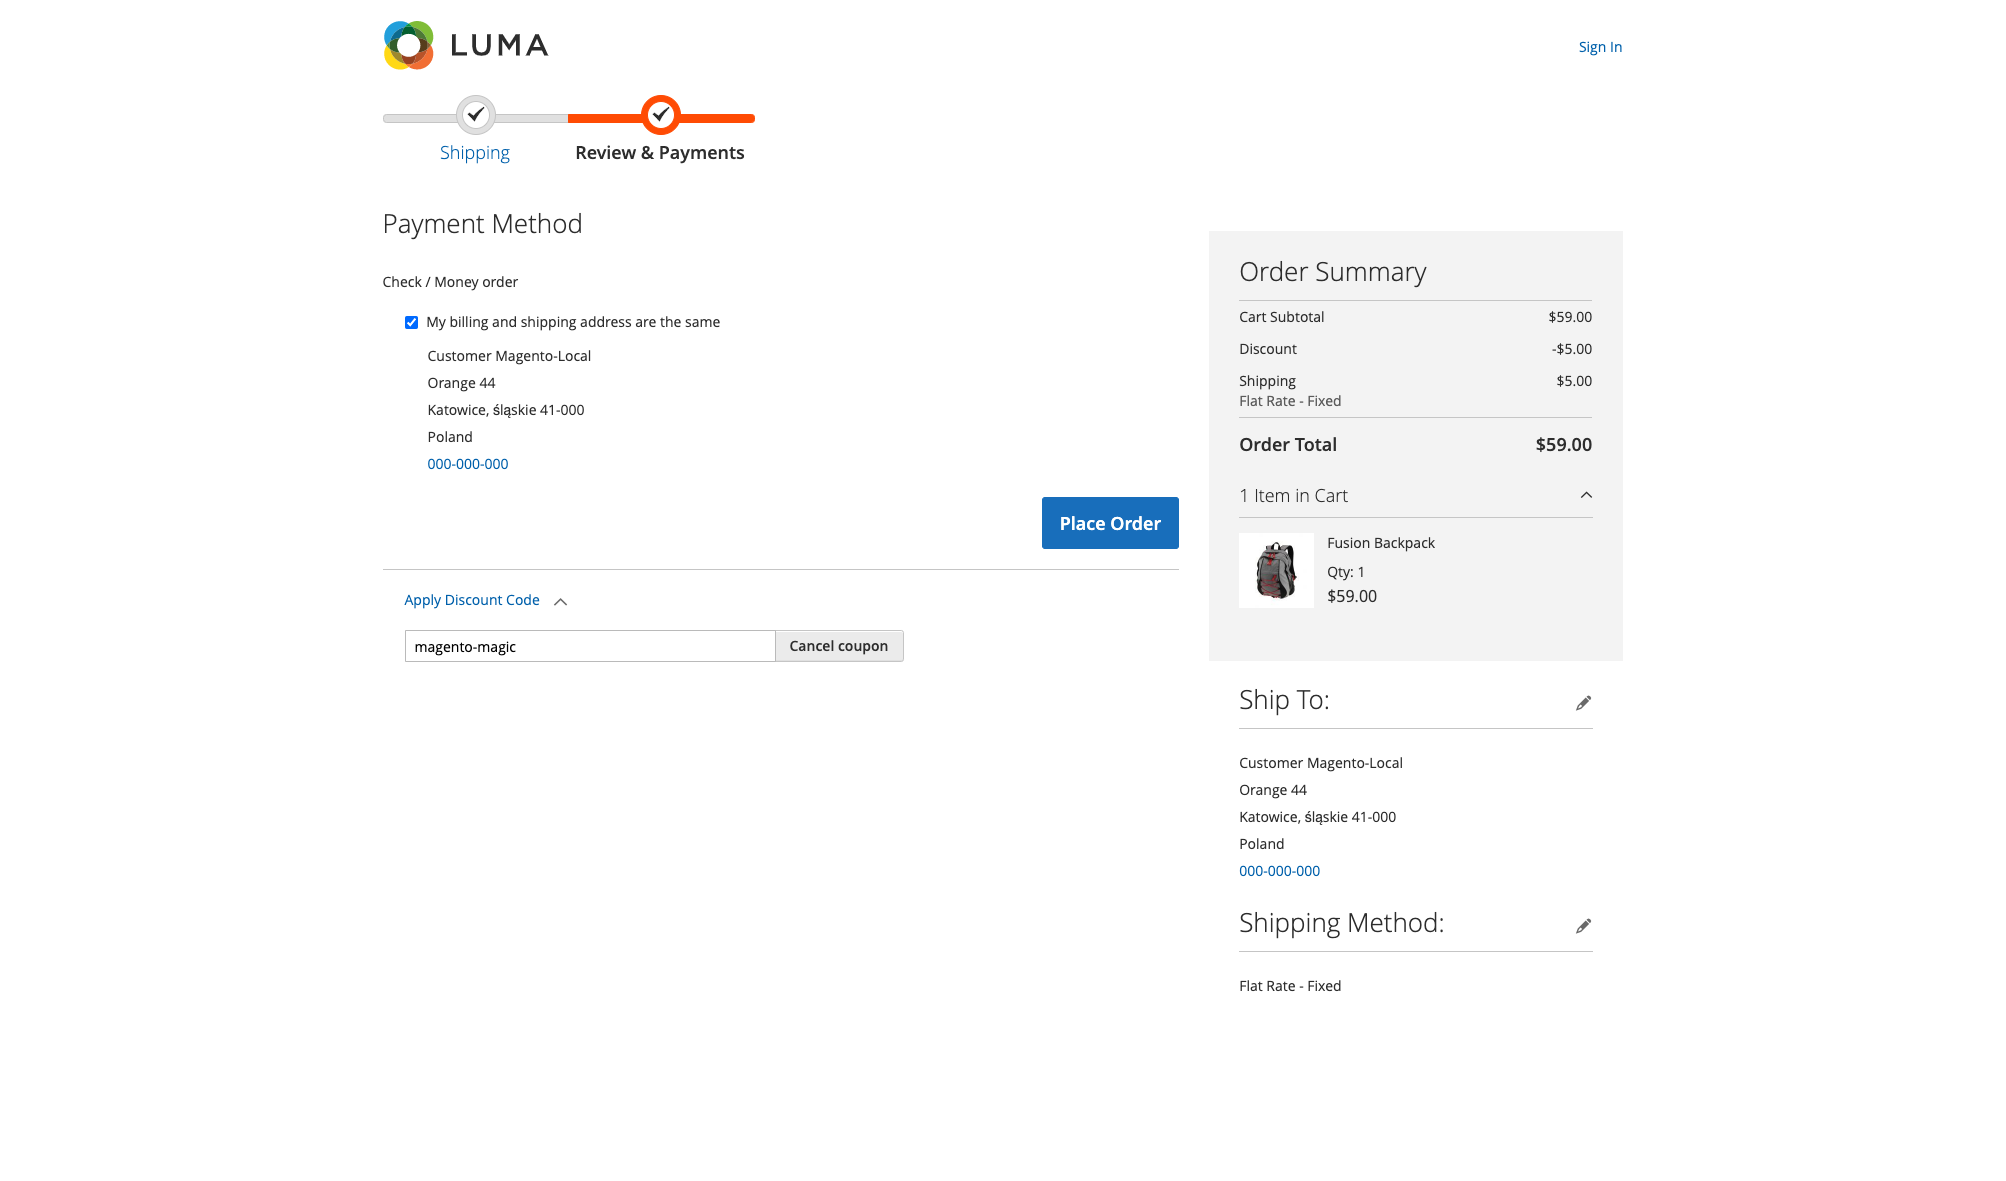 LUMA
Sign In
Shipping
Review & Payments
Payment Method
Check / Money order
My billing and shipping address are the same
Customer Magento-Local
Orange 44
Katowice, śląskie 41-000
Poland
000-000-000
Place Order
Apply Discount Code
magento-magic
Cancel coupon
Order Summary
Cart Subtotal $59.00
Discount -$5.00
Shipping $5.00
Flat Rate - Fixed
Order Total $59.00
1 Item in Cart
Fusion Backpack
Qty: 1
$59.00
Ship To:
Customer Magento-Local
Orange 44
Katowice, śląskie 41-000
Poland
000-000-000
Shipping Method:
Flat Rate - Fixed